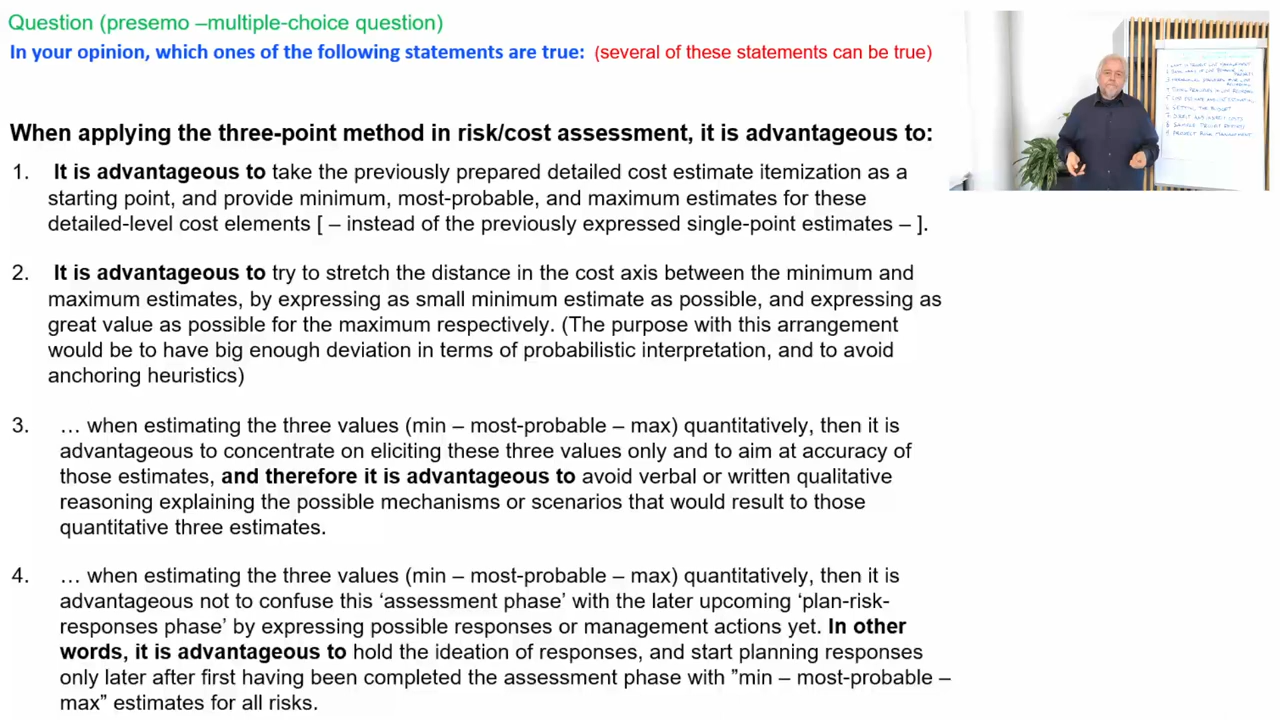 Question (presemo –multiple-choice question)
In your opinion, which ones of the following statements are true: (several of these statements can be true)
When applying the three-point method in risk/cost assessment, it is advantageous to:
1. It is advantageous to take the previously prepared detailed cost estimate itemization as a
starting point, and provide minimum, most-probable, and maximum estimates for these
detailed-level cost elements [ – instead of the previously expressed single-point estimates – ].
2. It is advantageous to try to stretch the distance in the cost axis between the minimum and
maximum estimates, by expressing as small minimum estimate as possible, and expressing as
great value as possible for the maximum respectively. (The purpose with this arrangement
would be to have big enough deviation in terms of probabilistic interpretation, and to avoid
anchoring heuristics)
3. … when estimating the three values (min – most-probable – max) quantitatively, then it is
advantageous to concentrate on eliciting these three values only and to aim at accuracy of
those estimates, and therefore it is advantageous to avoid verbal or written qualitative
reasoning explaining the possible mechanisms or scenarios that would result to those
quantitative three estimates.
4. … when estimating the three values (min – most-probable – max) quantitatively, then it is
advantageous not to confuse this ‘assessment phase’ with the later upcoming ‘plan-risk-
responses phase’ by expressing possible responses or management actions yet. In other
words, it is advantageous to hold the ideation of responses, and start planning responses
only later after first having been completed the assessment phase with ”min – most-probable –
max” estimates for all risks.